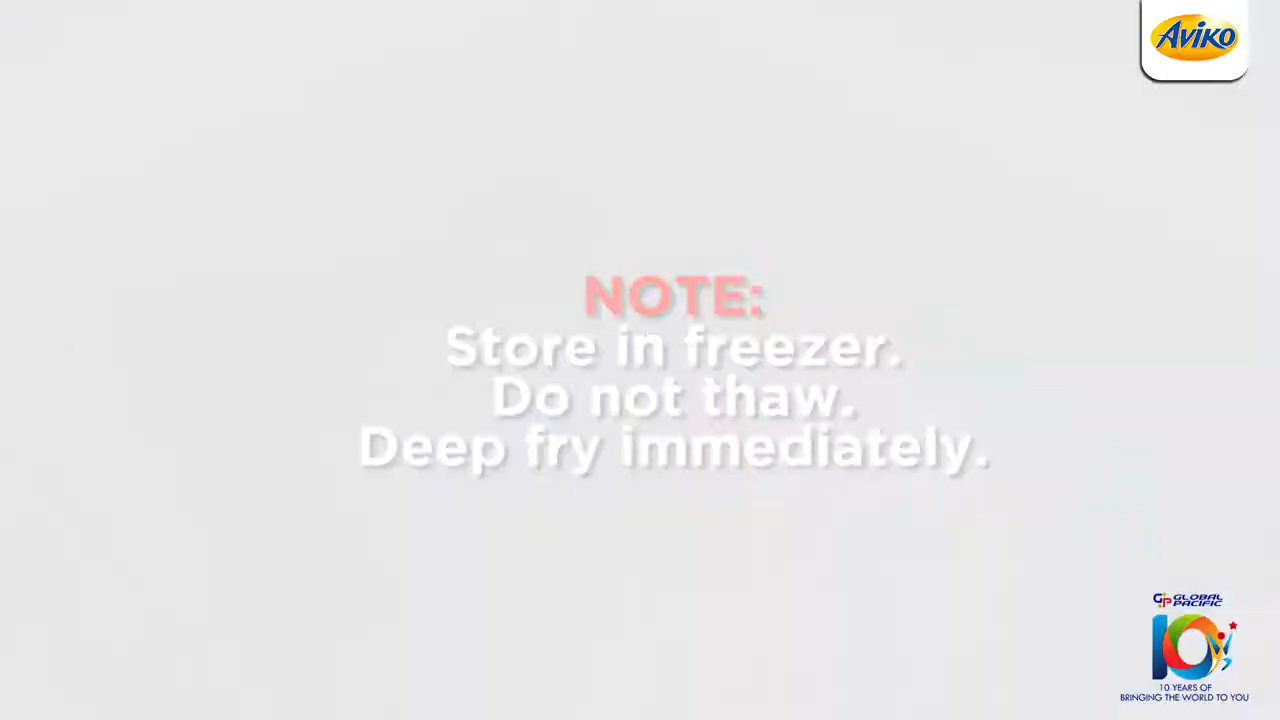 AViKO
NOTE:
Store in freezer.
Do not thaw.
Deep fry immediately.
GP GLOBAL
PACIFIC
10
10 YEARS OF
BRINGING THE WORLD TO YOU